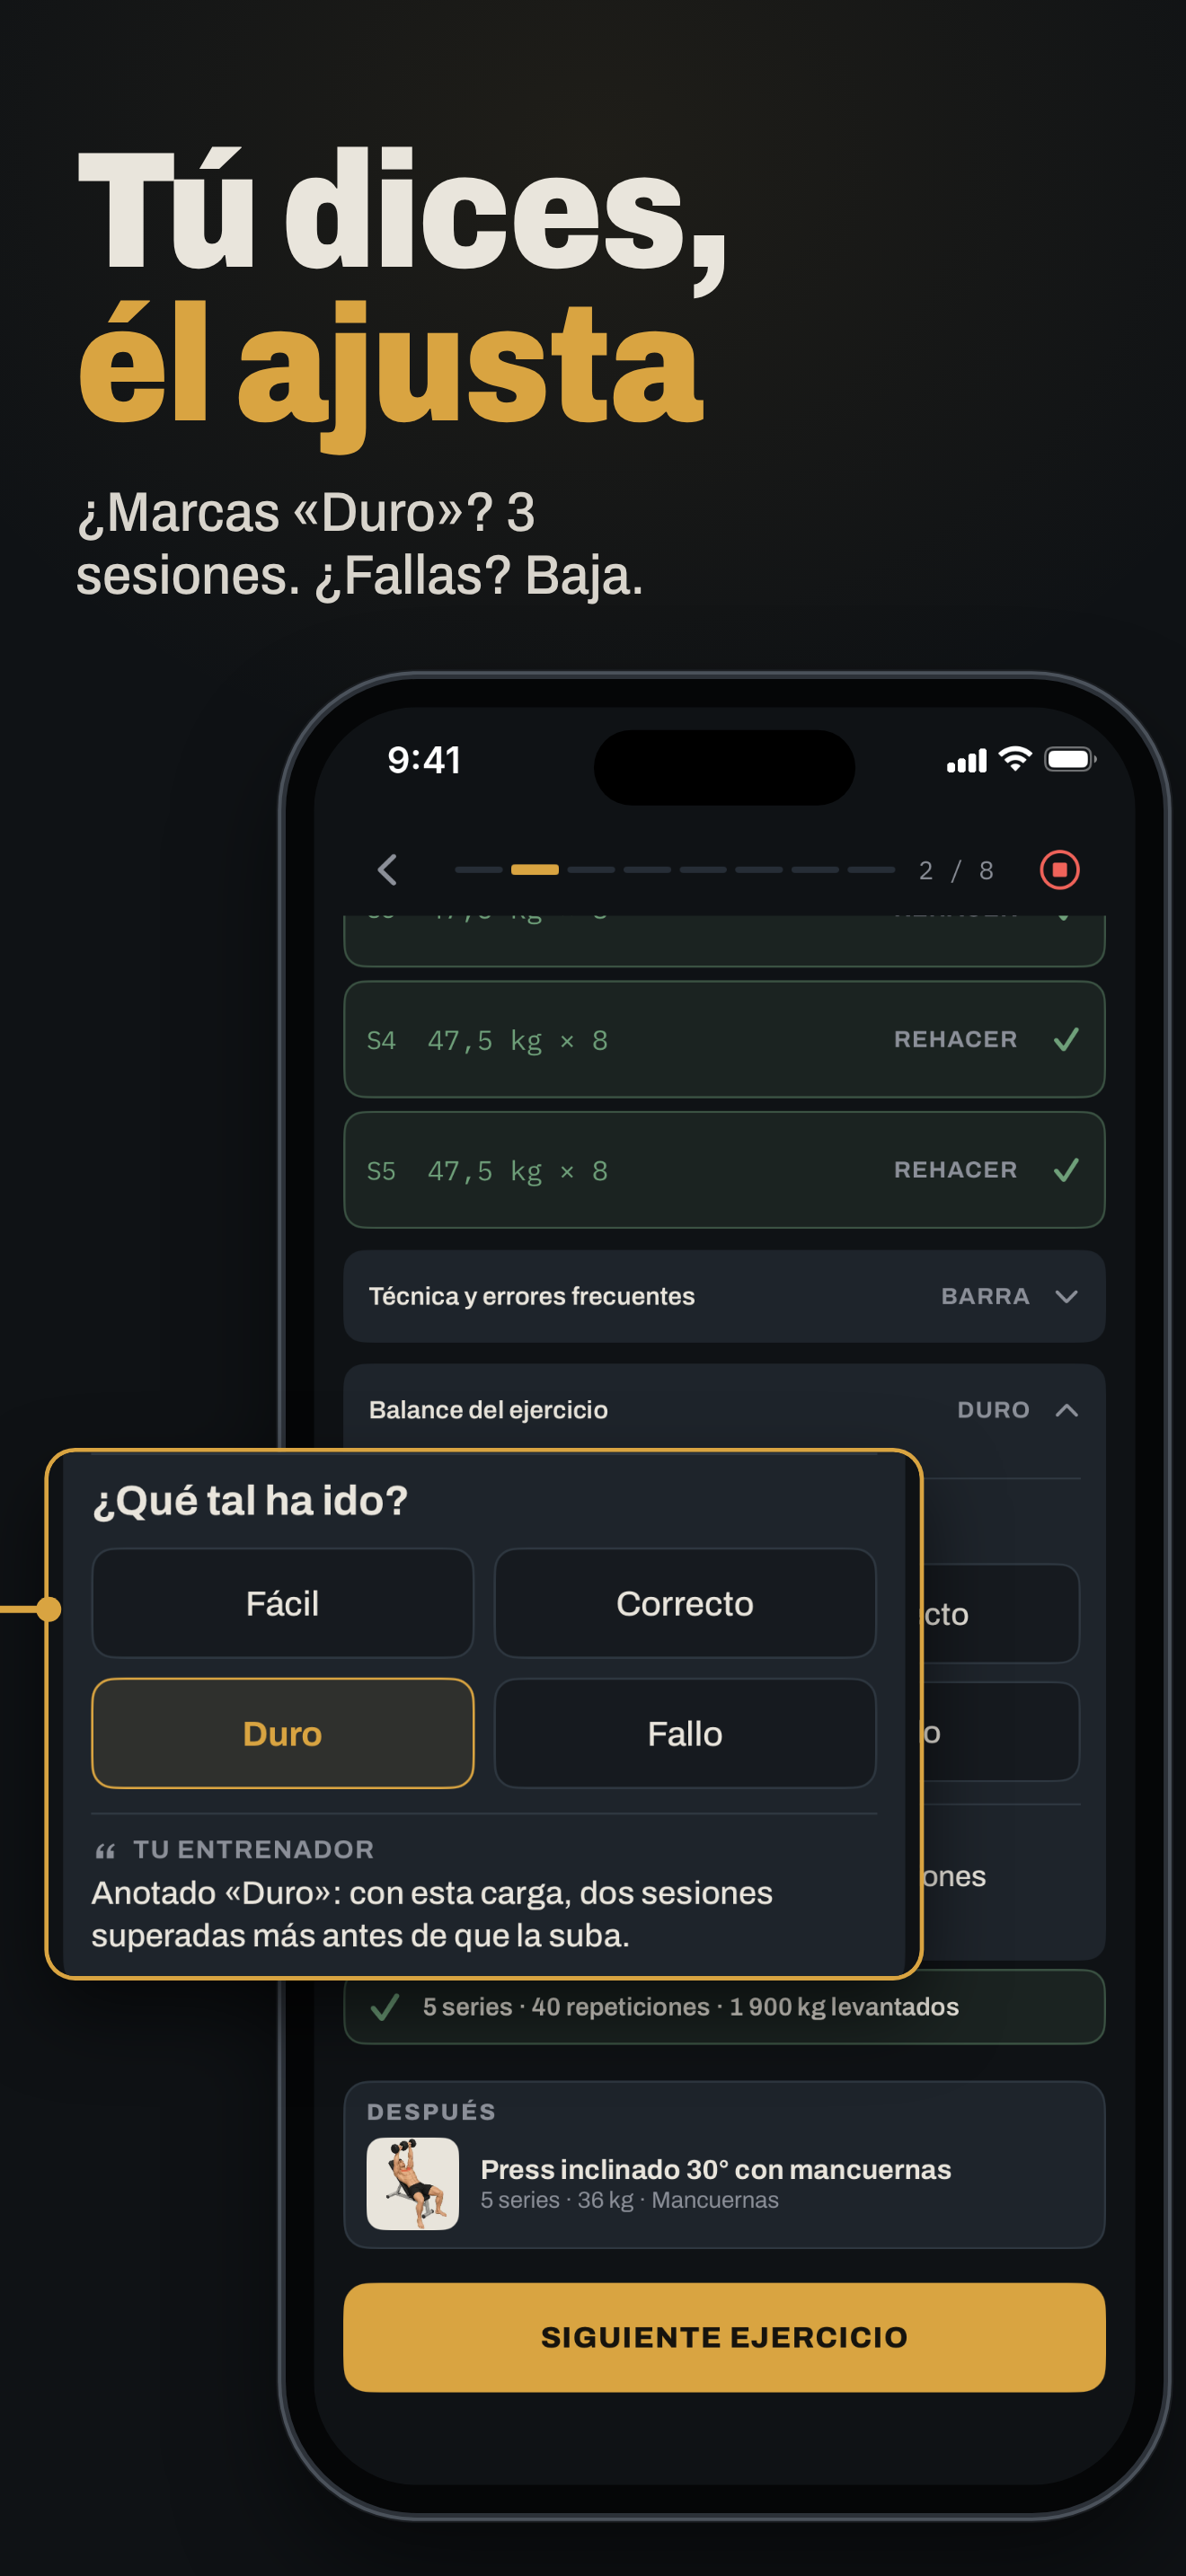 Tú dices,
él ajusta
¿Marcas «Duro»? 3
sesiones. ¿Fallas? Baja.
9:41
2 / 8
S4 47,5 kg × 8 REHACER
S5 47,5 kg × 8 REHACER
Técnica y errores frecuentes BARRA
Balance del ejercicio DURO
¿Qué tal ha ido?
Fácil Correcto
Duro Fallo
“ TU ENTRENADOR
Anotado «Duro»: con esta carga, dos sesiones
superadas más antes de que la suba.
5 series · 40 repeticiones · 1 900 kg levantados
DESPUÉS
Press inclinado 30° con mancuernas
5 series · 36 kg · Mancuernas
SIGUIENTE EJERCICIO